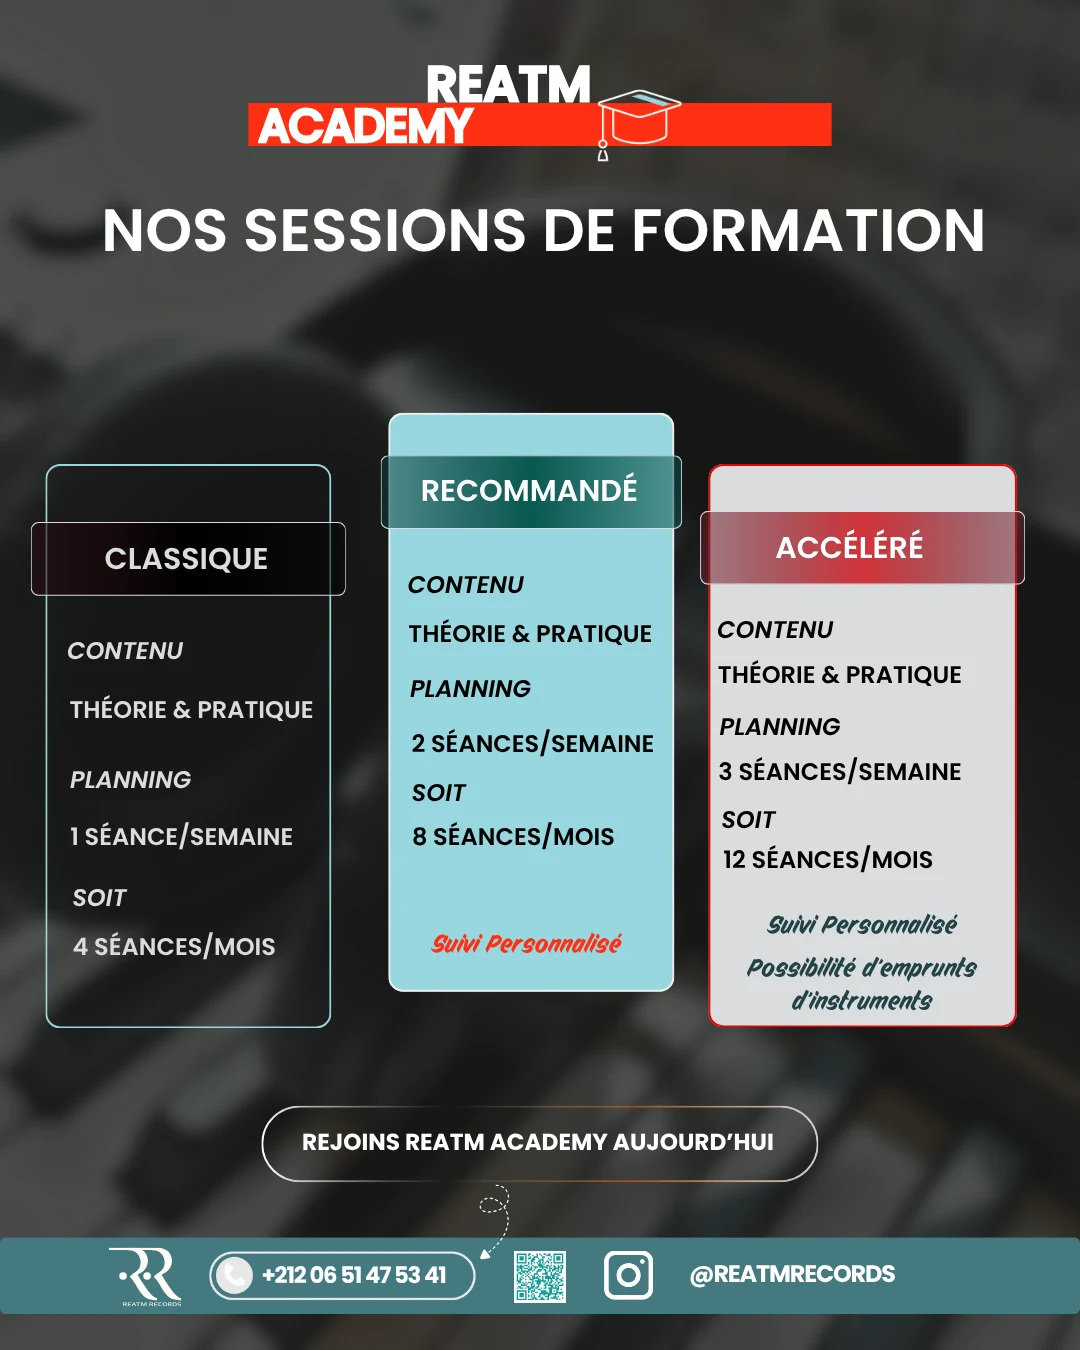 REATM
ACADEMY
NOS SESSIONS DE FORMATION
CLASSIQUE
CONTENU
THÉORIE & PRATIQUE
PLANNING
1 SÉANCE/SEMAINE
SOIT
4 SÉANCES/MOIS
RECOMMANDÉ
CONTENU
THÉORIE & PRATIQUE
PLANNING
2 SÉANCES/SEMAINE
SOIT
8 SÉANCES/MOIS
Suivi Personnalisé
ACCÉLÉRÉ
CONTENU
THÉORIE & PRATIQUE
PLANNING
3 SÉANCES/SEMAINE
SOIT
12 SÉANCES/MOIS
Suivi Personnalisé
Possibilité d'emprunts
d'instruments
REJOINS REATM ACADEMY AUJOURD'HUI
REATM RECORDS
+212 06 51 47 53 41
@REATMRECORDS